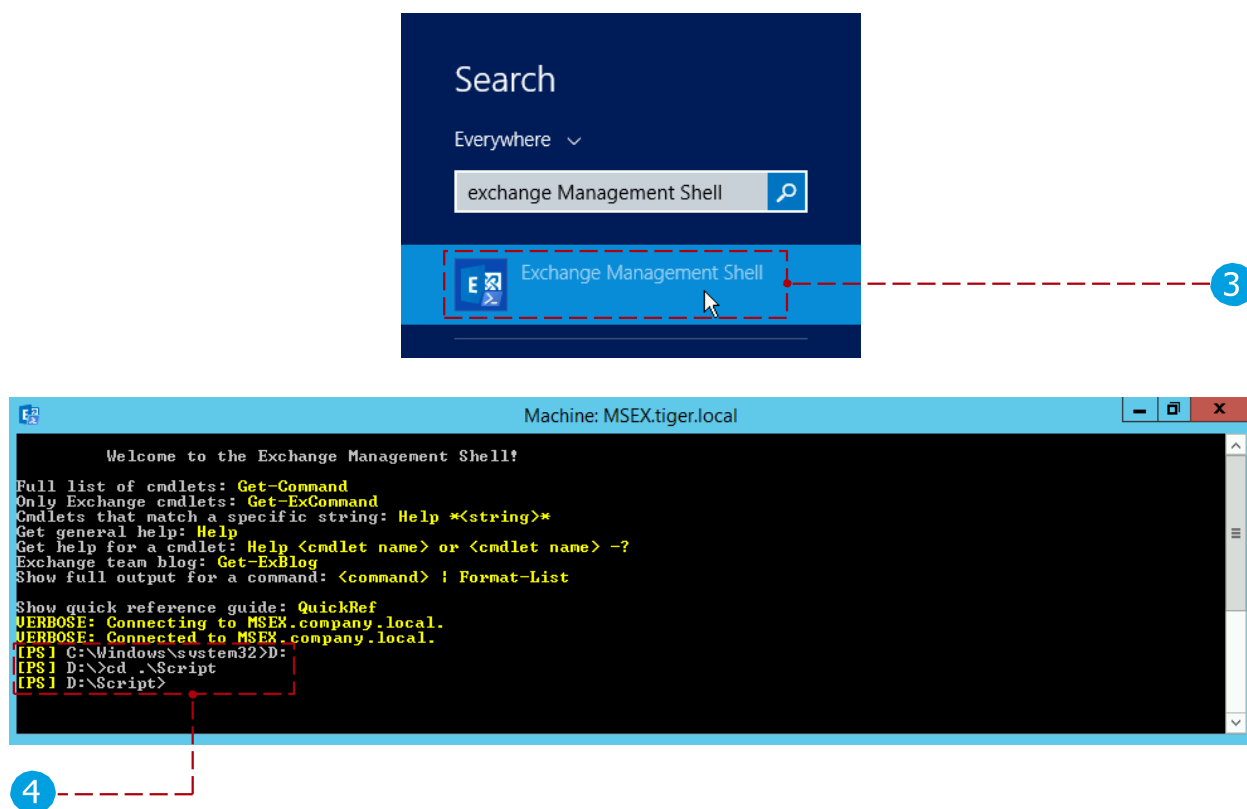 Search
Everywhere
exchange Management Shell
Exchange Management Shell
3
Machine: MSEX.tiger.local
Welcome to the Exchange Management Shell!
Full list of cmdlets: Get-Command
Only Exchange cmdlets: Get-ExCommand
Cmdlets that match a specific string: Help *<string>*
Get general help: Help
Get help for a cmdlet: Help <cmdlet name> or <cmdlet name> -?
Exchange team blog: Get-ExBlog
Show full output for a command: <command> | Format-List
Show quick reference guide: QuickRef
VERBOSE: Connecting to MSEX.company.local.
VERBOSE: Connected to MSEX.company.local.
[PS] C:\Windows\system32>D:
[PS] D:\>cd .\Script
[PS] D:\Script>
4